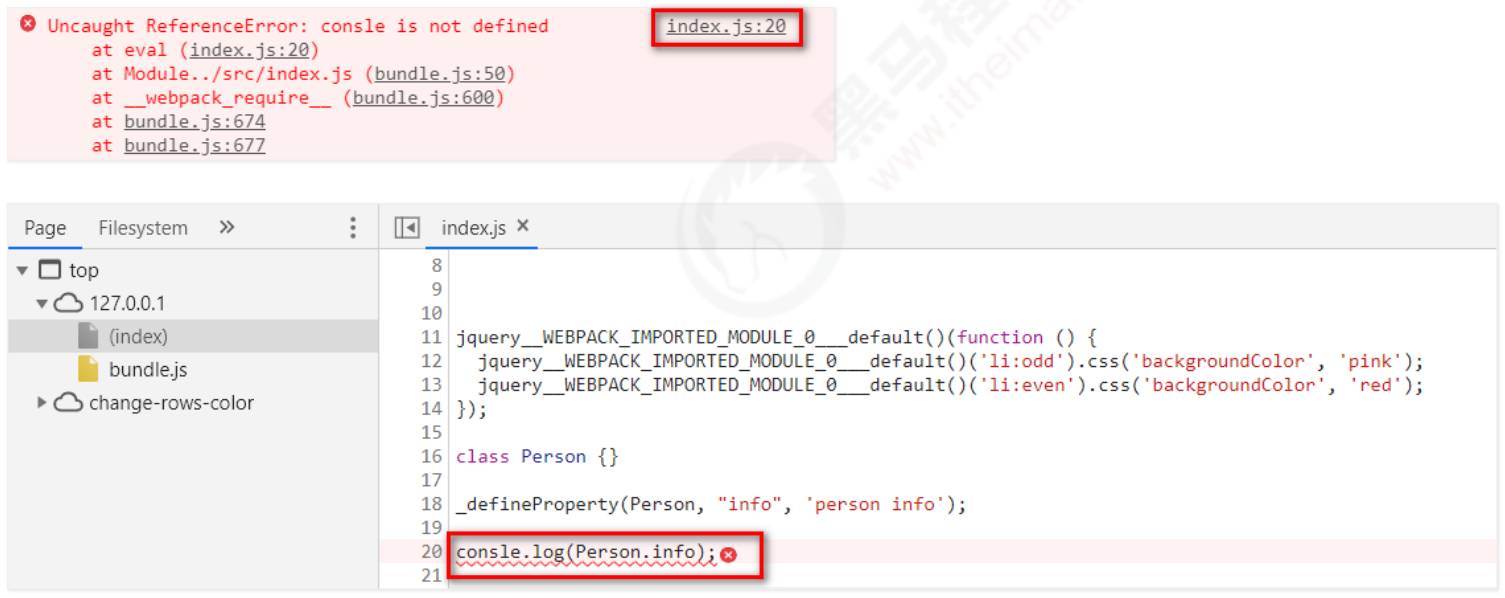 Uncaught ReferenceError: consle is not defined index.js:20
at eval (index.js:20)
at Module../src/index.js (bundle.js:50)
at __webpack_require__ (bundle.js:600)
at bundle.js:674
at bundle.js:677
黑马程
www.itheima
Page Filesystem » index.js ×
top
127.0.0.1
(index)
bundle.js
change-rows-color
8
9
10
11 jquery__WEBPACK_IMPORTED_MODULE_0___default()(function () {
12 jquery__WEBPACK_IMPORTED_MODULE_0___default()('li:odd').css('backgroundColor', 'pink');
13 jquery__WEBPACK_IMPORTED_MODULE_0___default()('li:even').css('backgroundColor', 'red');
14 });
15
16 class Person {}
17
18 _defineProperty(Person, "info", 'person info');
19
20 consle.log(Person.info);
21